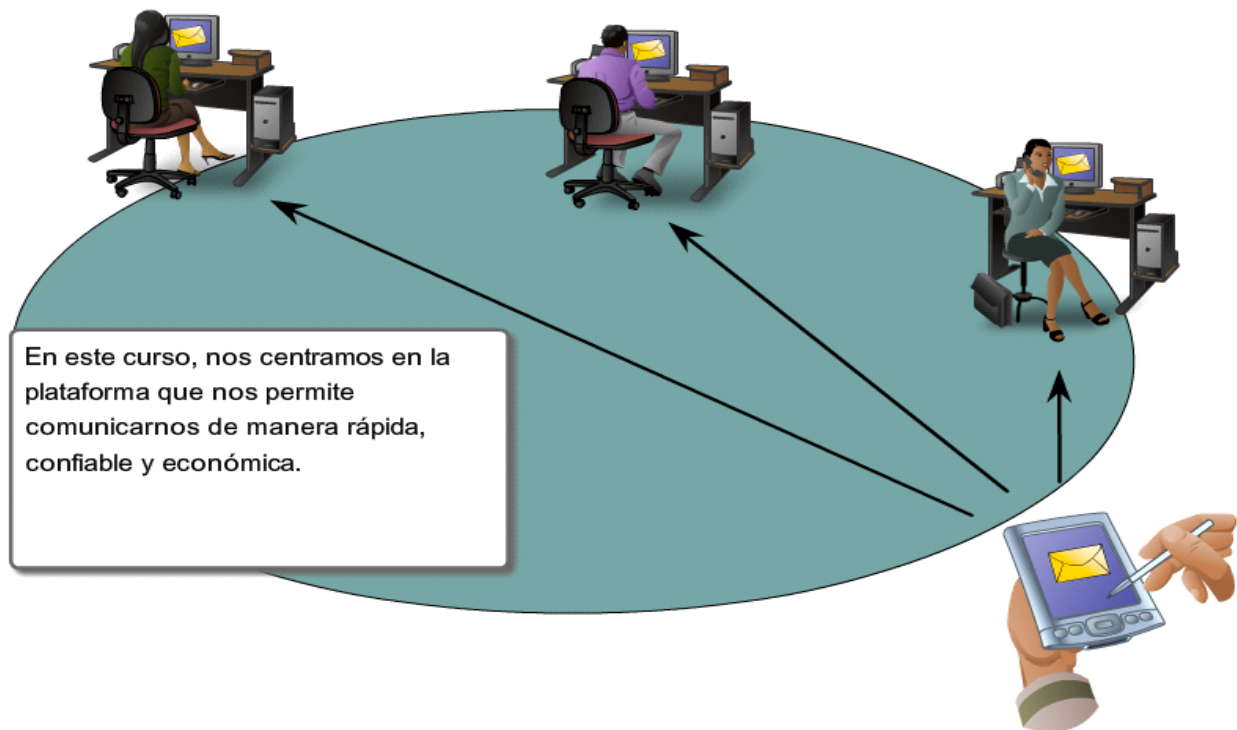 En este curso, nos centramos en la
plataforma que nos permite
comunicarnos de manera rápida,
confiable y económica.